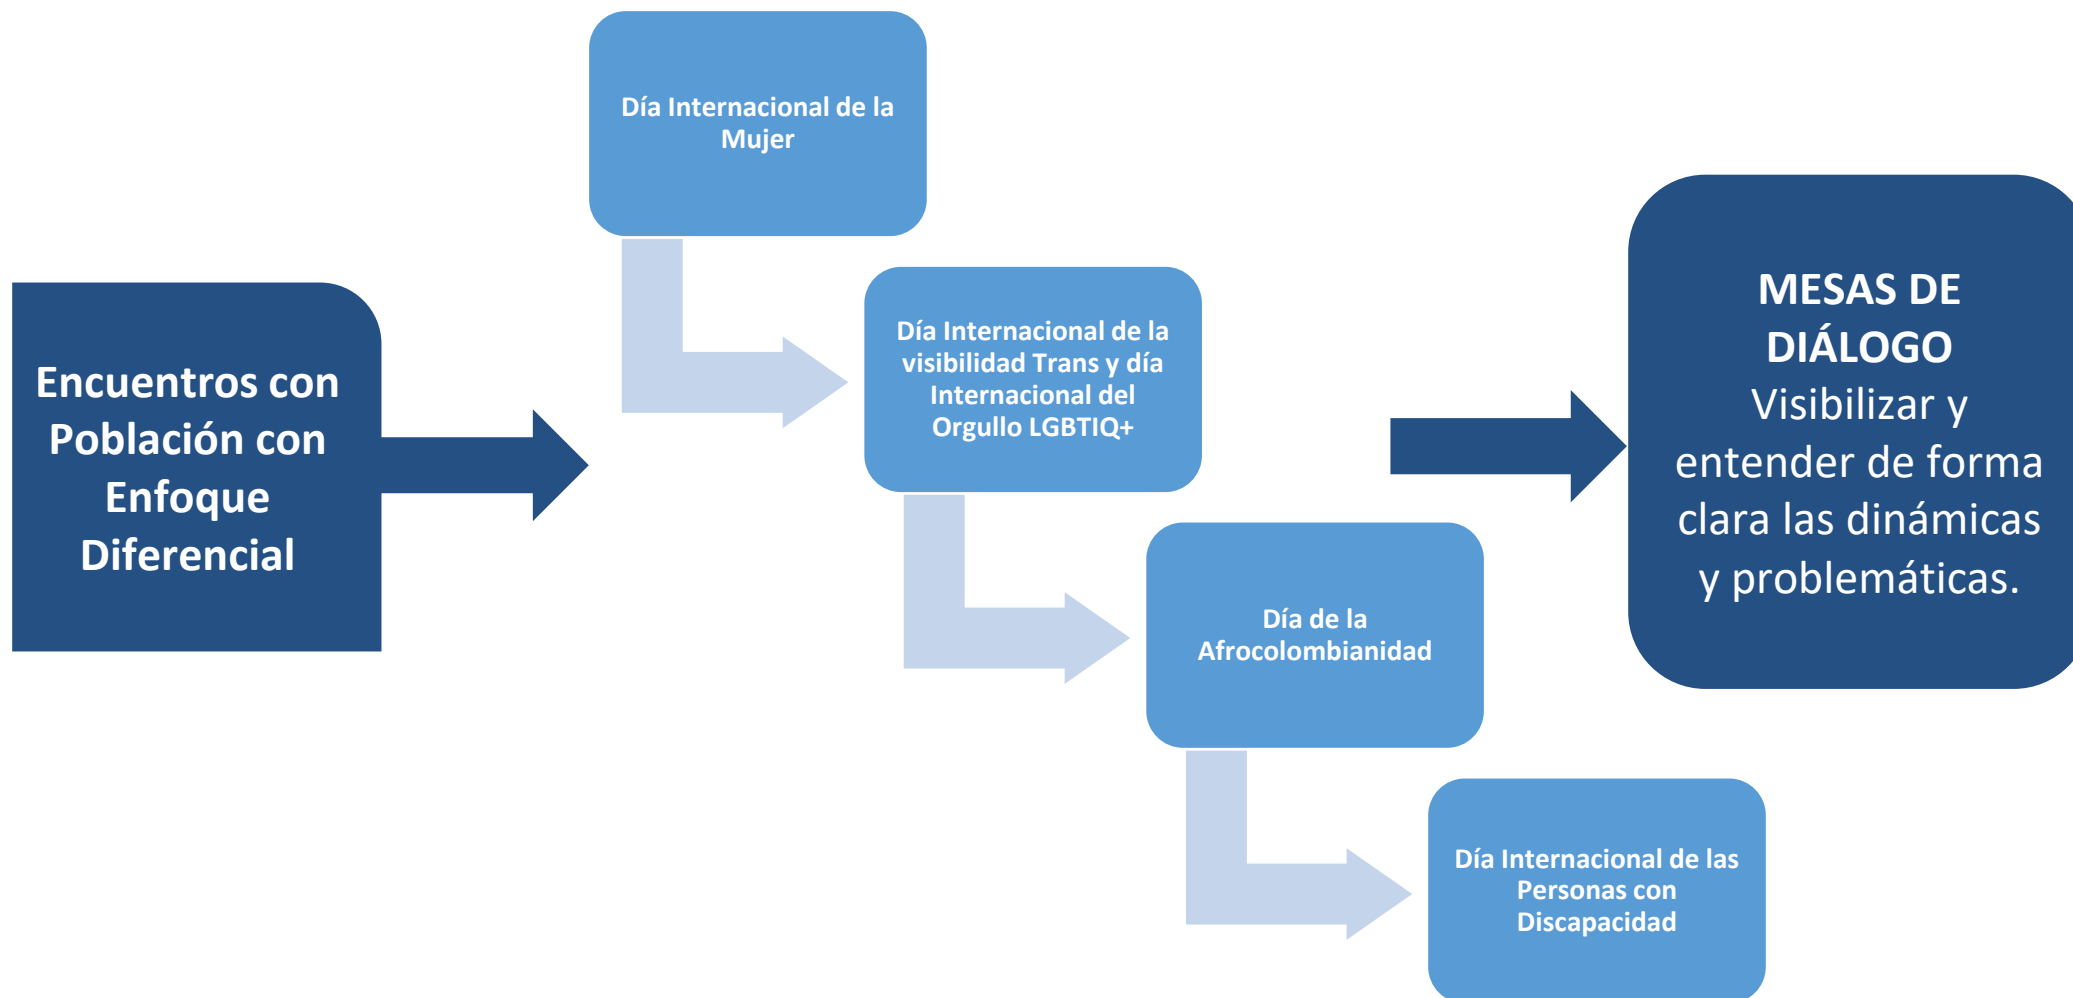 Encuentros con
Población con
Enfoque
Diferencial
Día Internacional de la
Mujer
Día Internacional de la
visibilidad Trans y día
Internacional del
Orgullo LGBTIQ+
Día de la
Afrocolombianidad
Día Internacional de las
Personas con
Discapacidad
MESAS DE
DIÁLOGO
Visibilizar y
entender de forma
clara las dinámicas
y problemáticas.